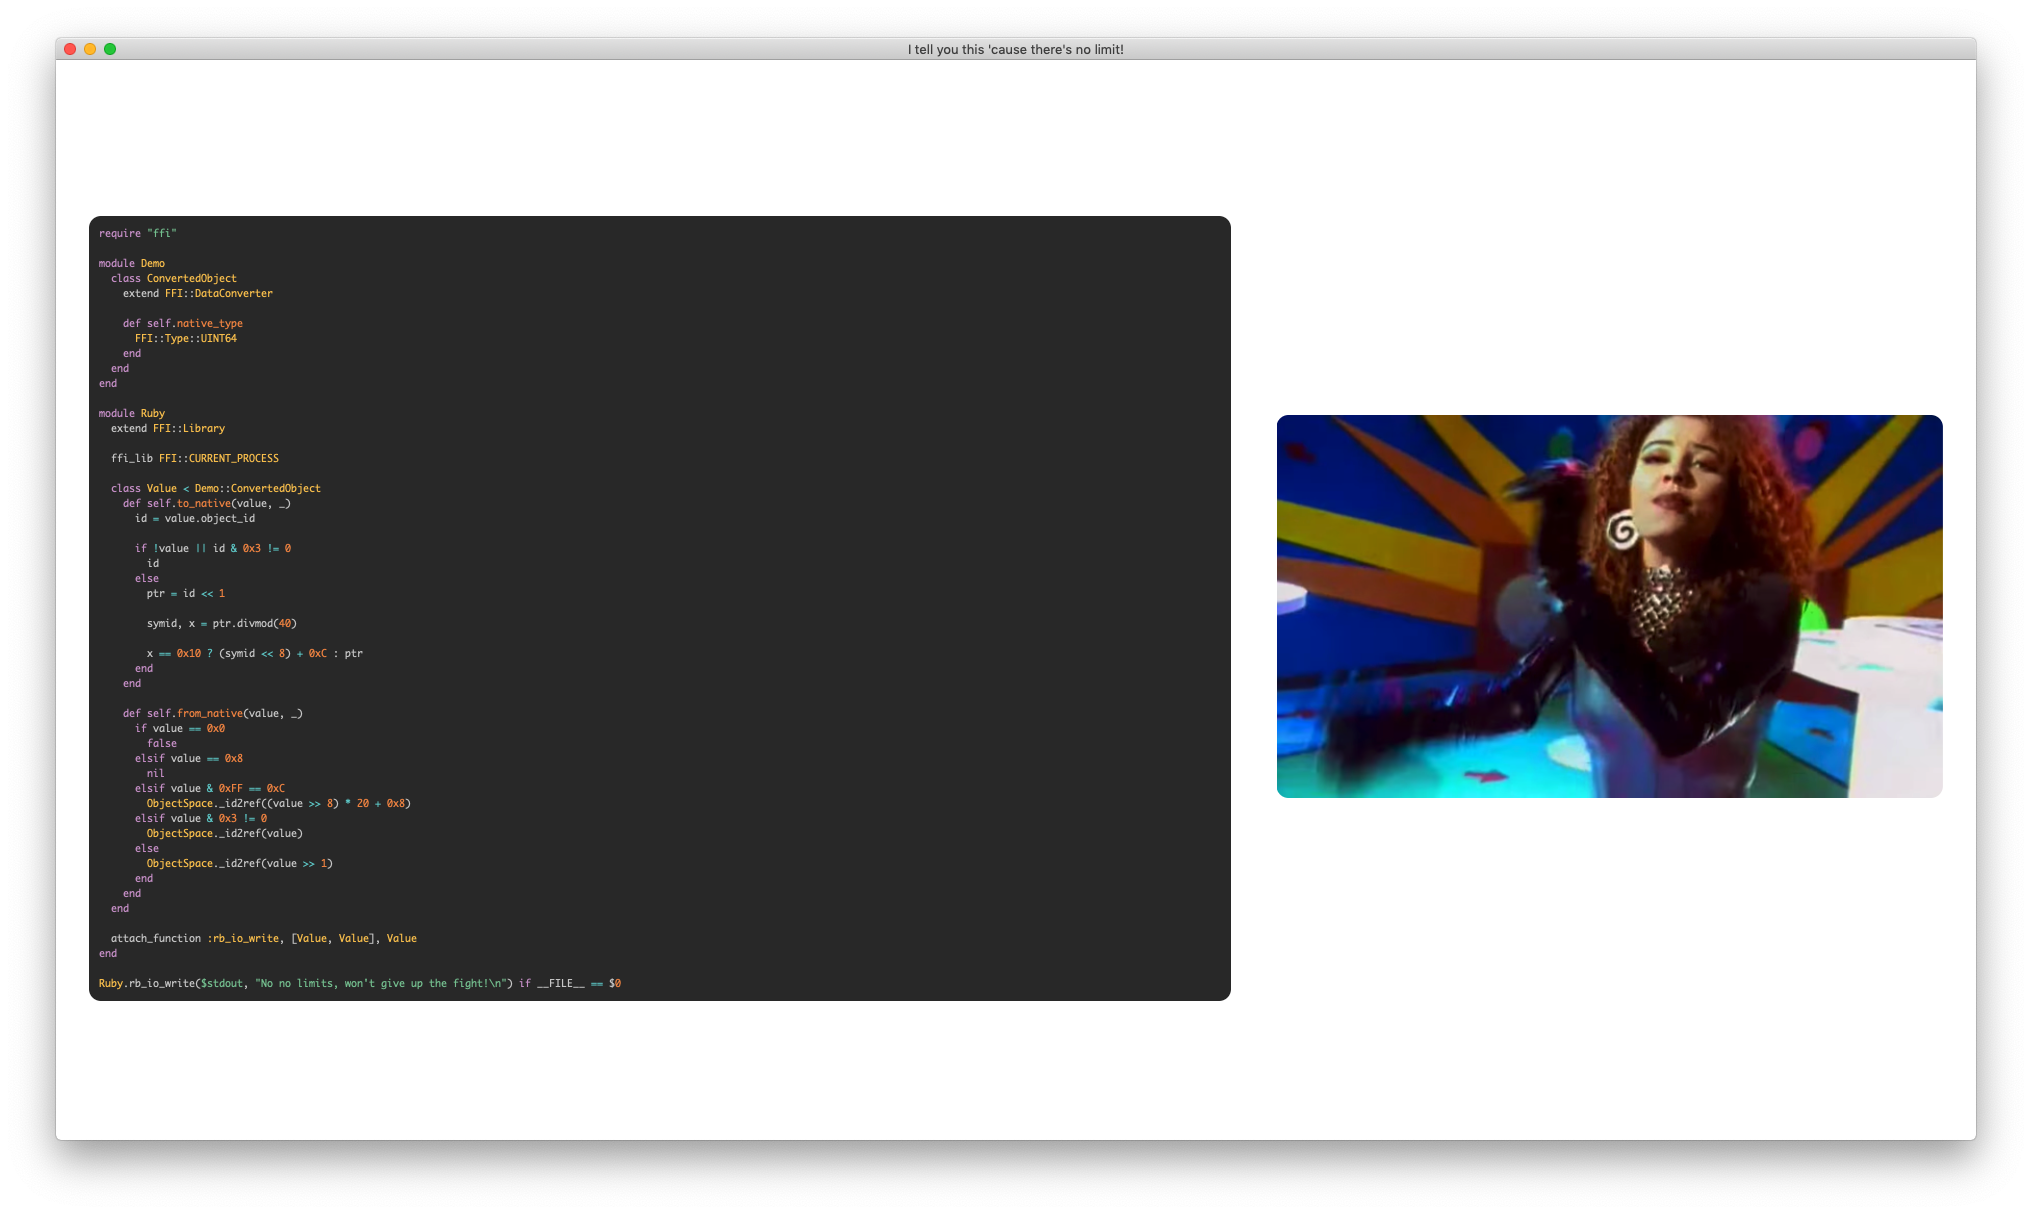 I tell you this 'cause there's no limit!
require "ffi"
module Demo
  class ConvertedObject
    extend FFI::DataConverter
    def self.native_type
      FFI::Type::UINT64
    end
  end
end
module Ruby
  extend FFI::Library
  ffi_lib FFI::CURRENT_PROCESS
  class Value < Demo::ConvertedObject
    def self.to_native(value, _)
      id = value.object_id
      if !value || id & 0x3 != 0
        id
      else
        ptr = id << 1
        symid, x = ptr.divmod(40)
        x == 0x10 ? (symid << 8) + 0xC : ptr
      end
    end
    def self.from_native(value, _)
      if value == 0x0
        false
      elsif value == 0x8
        nil
      elsif value & 0xFF == 0xC
        ObjectSpace._id2ref((value >> 8) * 20 + 0x8)
      elsif value & 0x3 != 0
        ObjectSpace._id2ref(value)
      else
        ObjectSpace._id2ref(value >> 1)
      end
    end
  end
  attach_function :rb_io_write, [Value, Value], Value
end
Ruby.rb_io_write($stdout, "No no limits, won't give up the fight!\n") if __FILE__ == $0